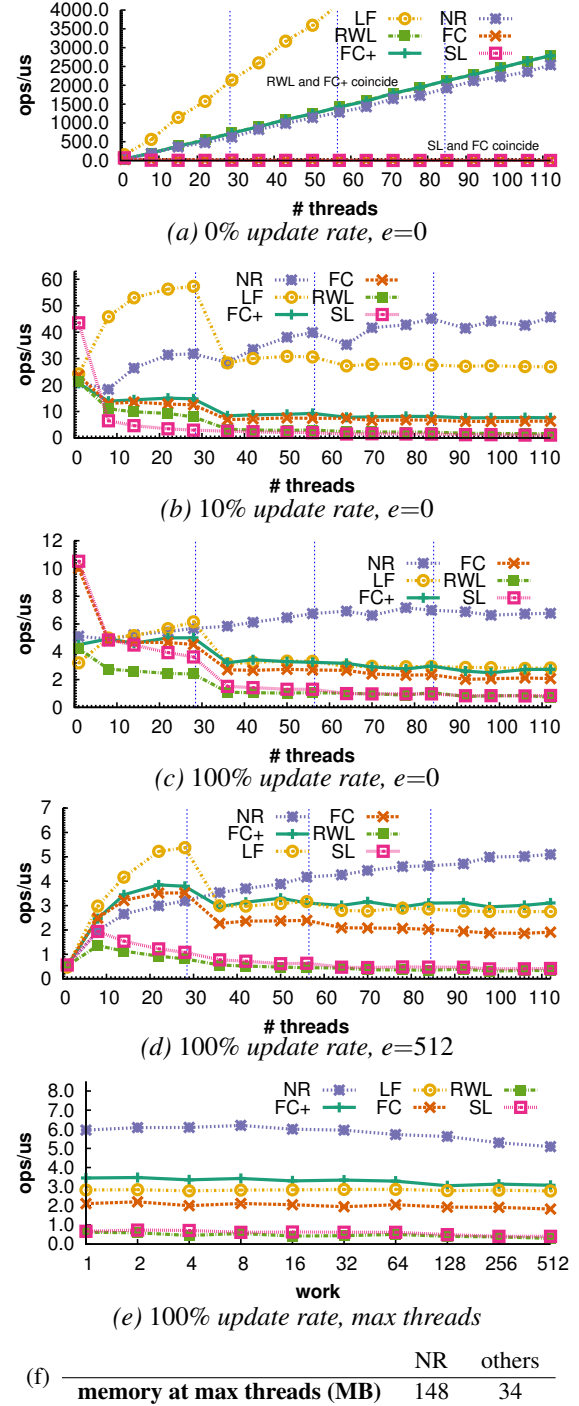 4000.0
3500.0
3000.0
2500.0
2000.0
1500.0
1000.0
500.0
0.0
ops/us
LF NR
RWL FC
FC+ SL
RWL and FC+ coincide
SL and FC coincide
0 10 20 30 40 50 60 70 80 90 100 110
# threads
(a) 0% update rate, e=0
60
50
40
30
20
10
0
ops/us
NR FC
LF RWL
FC+ SL
0 10 20 30 40 50 60 70 80 90 100 110
# threads
(b) 10% update rate, e=0
12
10
8
6
4
2
0
ops/us
NR FC
LF RWL
FC+ SL
0 10 20 30 40 50 60 70 80 90 100 110
# threads
(c) 100% update rate, e=0
7
6
5
4
3
2
1
0
ops/us
NR FC
FC+ RWL
LF SL
0 10 20 30 40 50 60 70 80 90 100 110
# threads
(d) 100% update rate, e=512
8.0
7.0
6.0
5.0
4.0
3.0
2.0
1.0
0.0
ops/us
NR LF RWL
FC+ FC SL
1 2 4 8 16 32 64 128 256 512
work
(e) 100% update rate, max threads
NR others
(f) memory at max threads (MB) 148 34